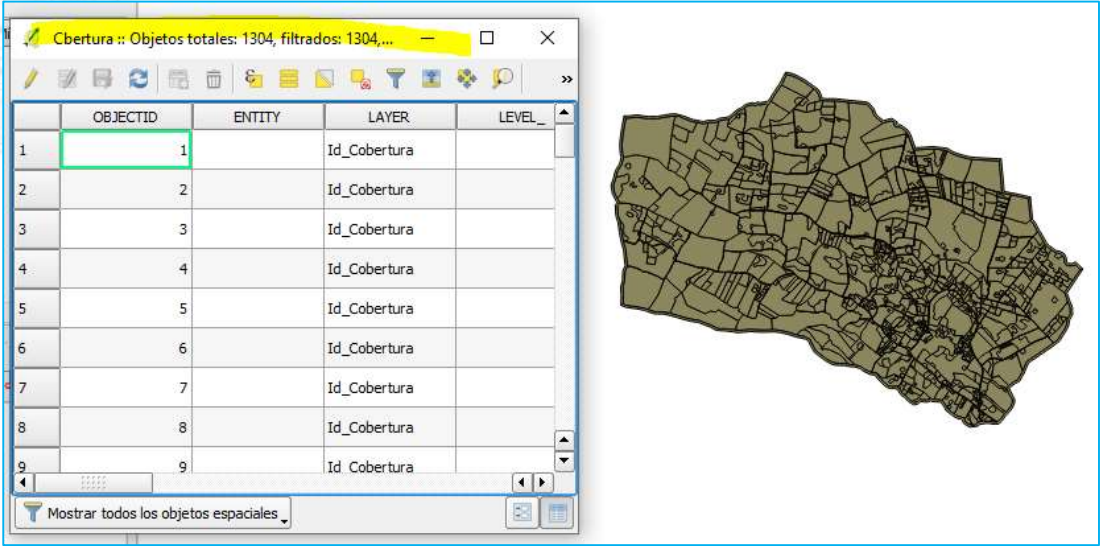 Cbertura :: Objetos totales: 1304, filtrados: 1304,...
»
OBJECTID ENTITY LAYER LEVEL_
1 1 Id_Cobertura
2 2 Id_Cobertura
3 3 Id_Cobertura
4 4 Id_Cobertura
5 5 Id_Cobertura
6 6 Id_Cobertura
7 7 Id_Cobertura
8 8 Id_Cobertura
9 9 Id_Cobertura
Mostrar todos los objetos espaciales